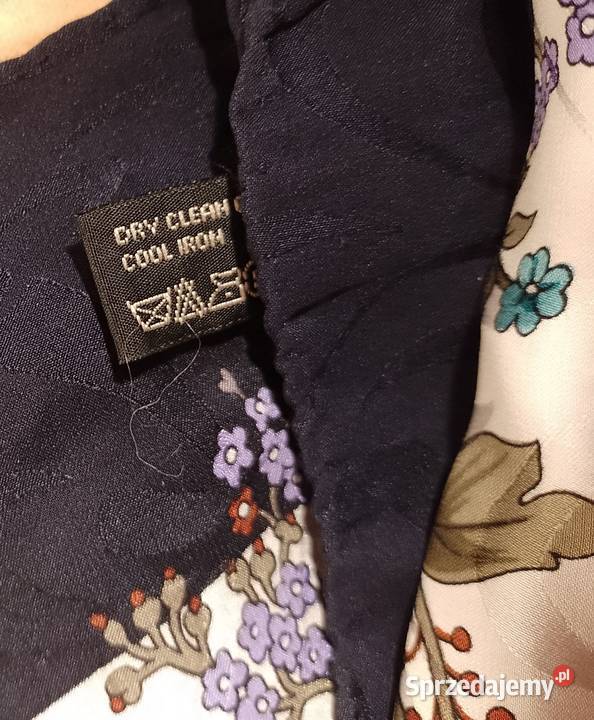 DRY CLEAN
COOL IRON
Sprzedajemy.pl